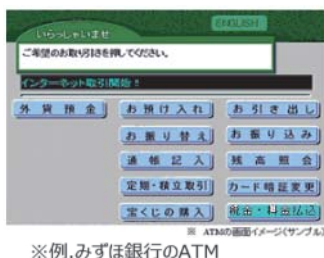 ENGLISH
いらっしゃいませ
ご希望のお取り引きを押してください。
インターネット取引開始！
外貨預金 お預け入れ お引き出し
お振り替え お振り込み
通帳記入 残高照会
定期・積立取引 カード暗証変更
宝くじの購入 税金・料金払込
※ ATMの画面イメージ(サンプル)
※例.みずほ銀行のATM